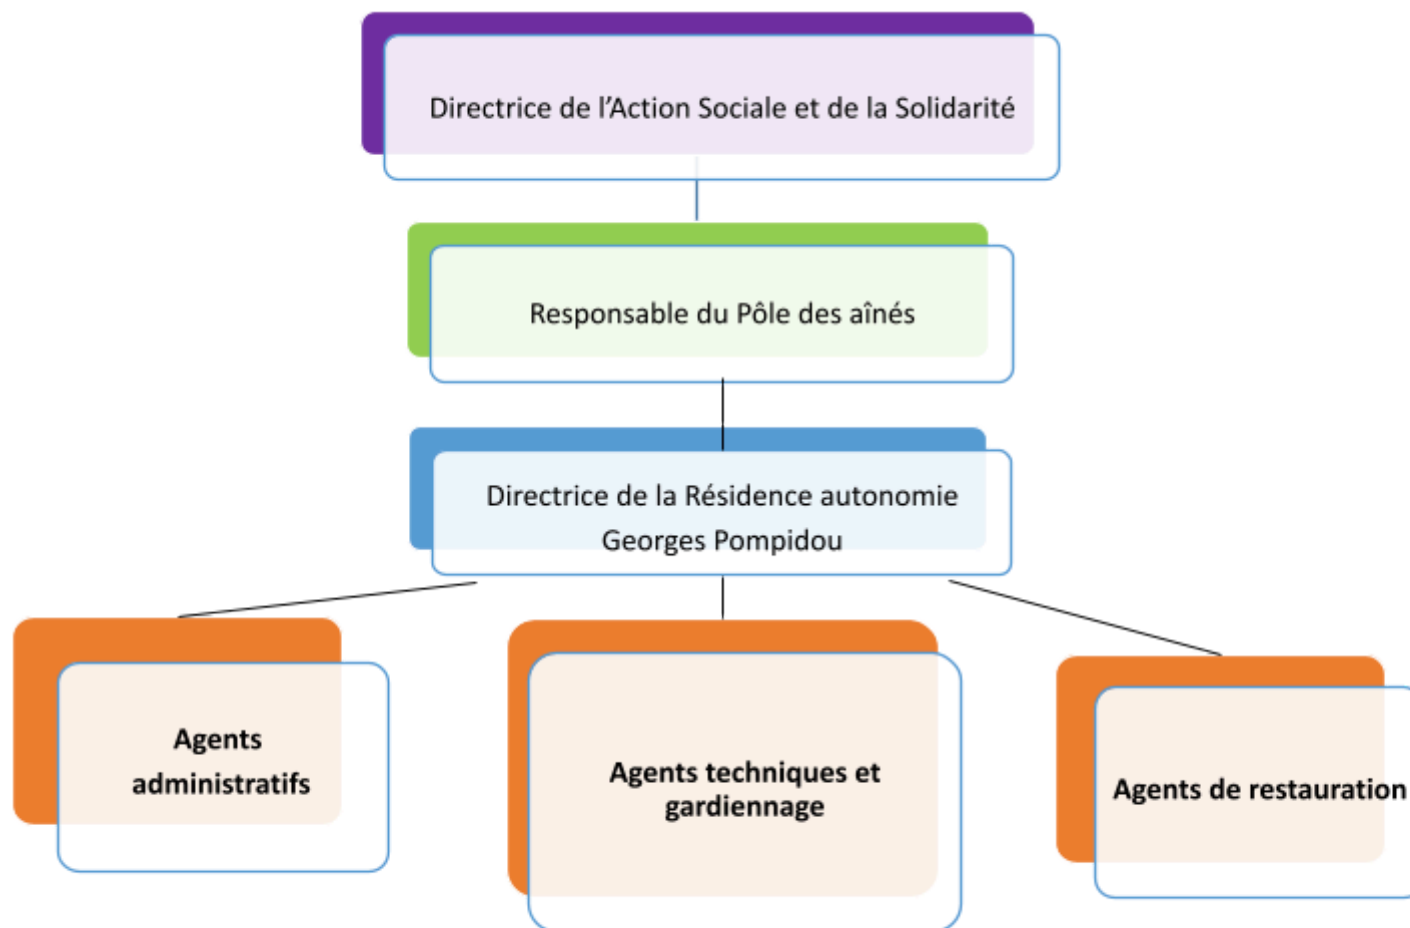 Directrice de l’Action Sociale et de la Solidarité
Responsable du Pôle des aînés
Directrice de la Résidence autonomie
Georges Pompidou
Agents
administratifs
Agents techniques et
gardiennage
Agents de restauration